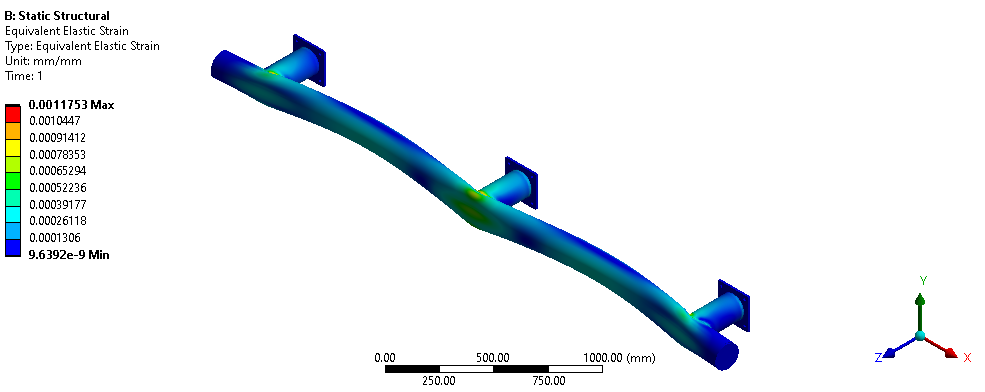 B: Static Structural
Equivalent Elastic Strain
Type: Equivalent Elastic Strain
Unit: mm/mm
Time: 1
0.0011753 Max
0.0010447
0.00091412
0.00078353
0.00065294
0.00052236
0.00039177
0.00026118
0.0001306
9.6392e-9 Min
0.00 500.00 1000.00 (mm)
250.00 750.00
Y
Z X